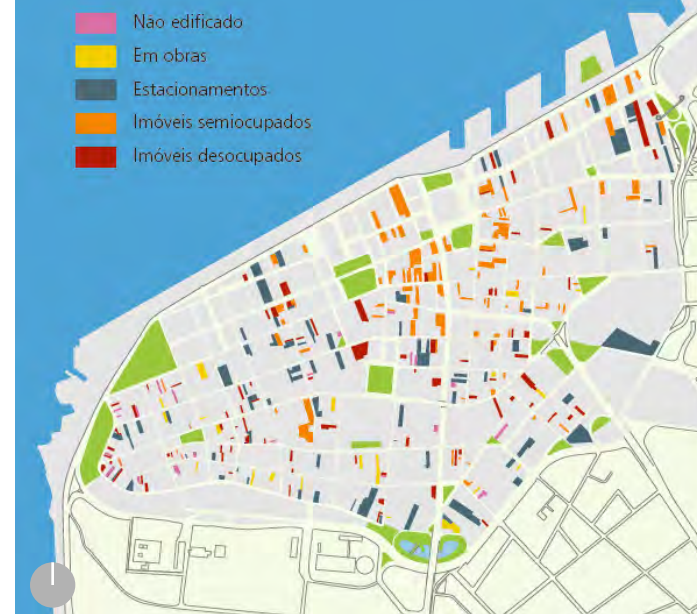 Não edificado
Em obras
Estacionamentos
Imóveis semiocupados
Imóveis desocupados